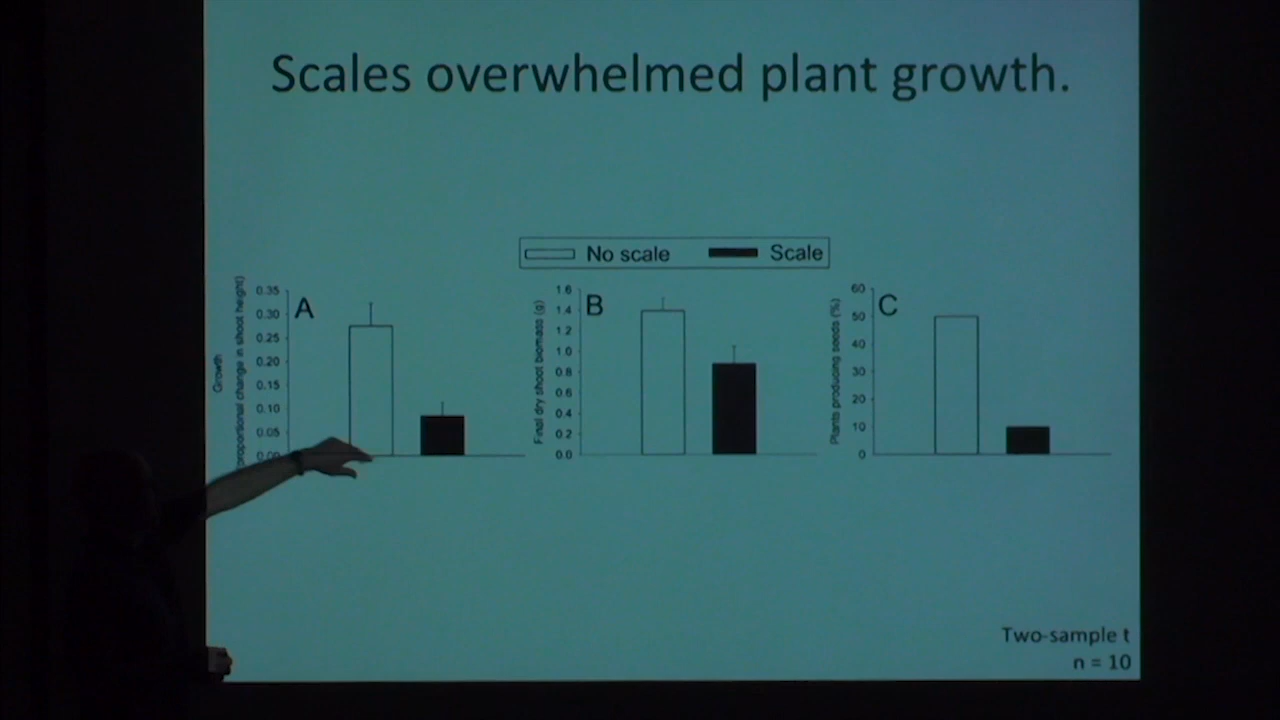 Scales overwhelmed plant growth.
No scale
Scale
Growth
proportional change in shoot height)
0.35
0.30
0.25
0.20
0.15
0.10
0.05
0.00
A
Final dry shoot biomass (g)
1.6
1.4
1.2
1.0
0.8
0.6
0.4
0.2
0.0
B
Plants producing seeds (%)
60
50
40
30
20
10
0
C
Two-sample t
n = 10